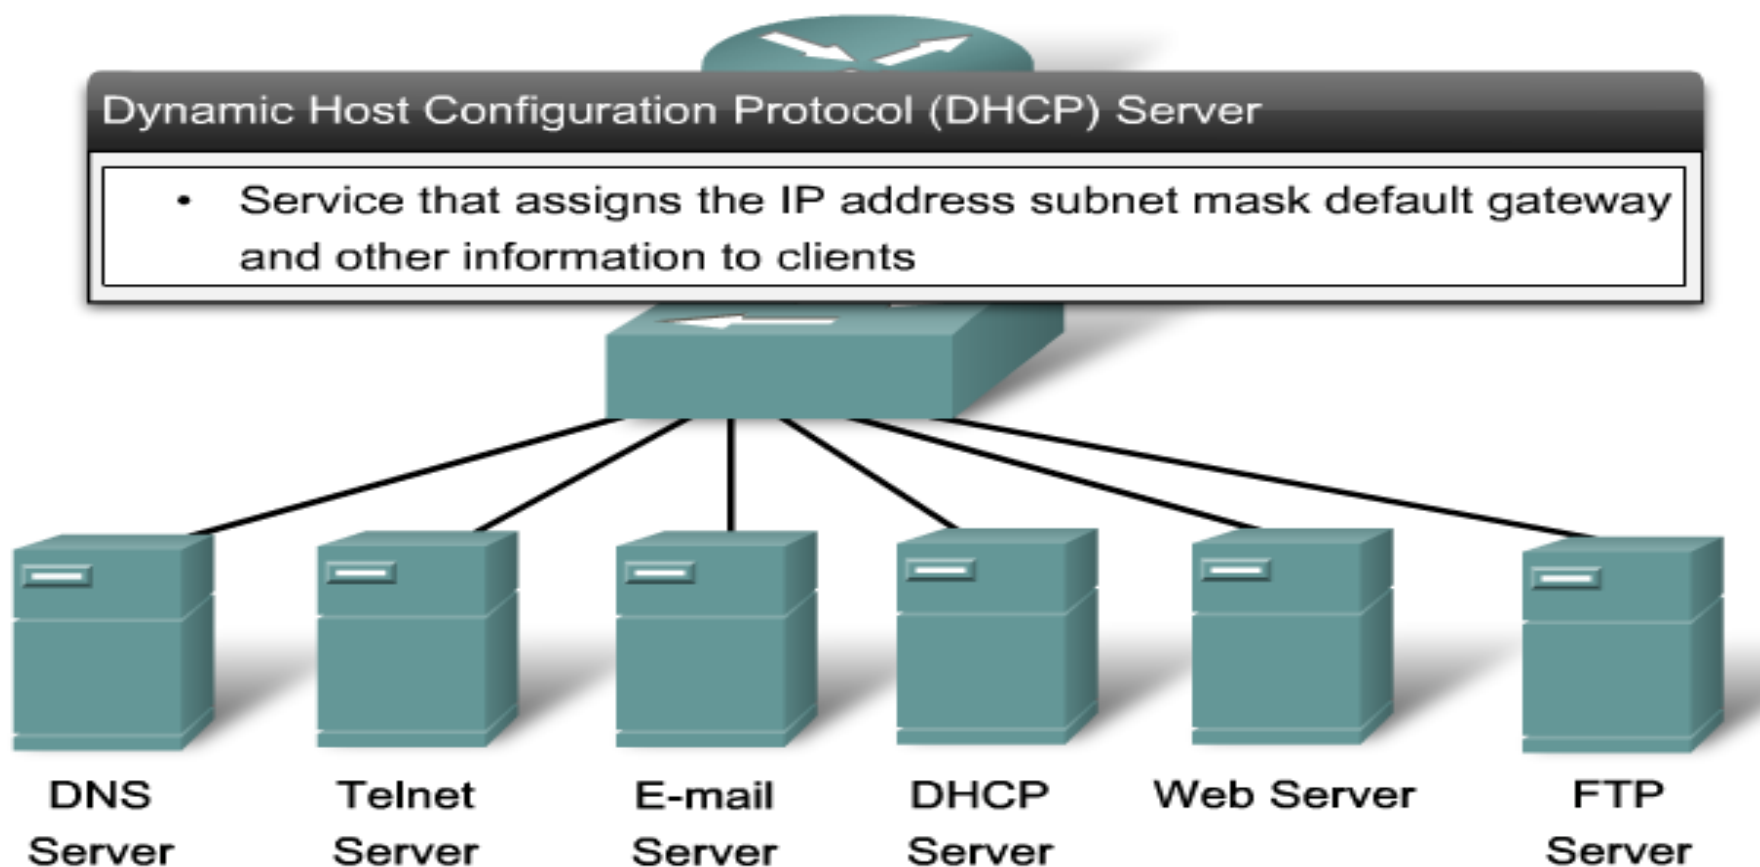 Dynamic Host Configuration Protocol (DHCP) Server
• Service that assigns the IP address subnet mask default gateway
and other information to clients
DNS
Server
Telnet
Server
E-mail
Server
DHCP
Server
Web Server
FTP
Server